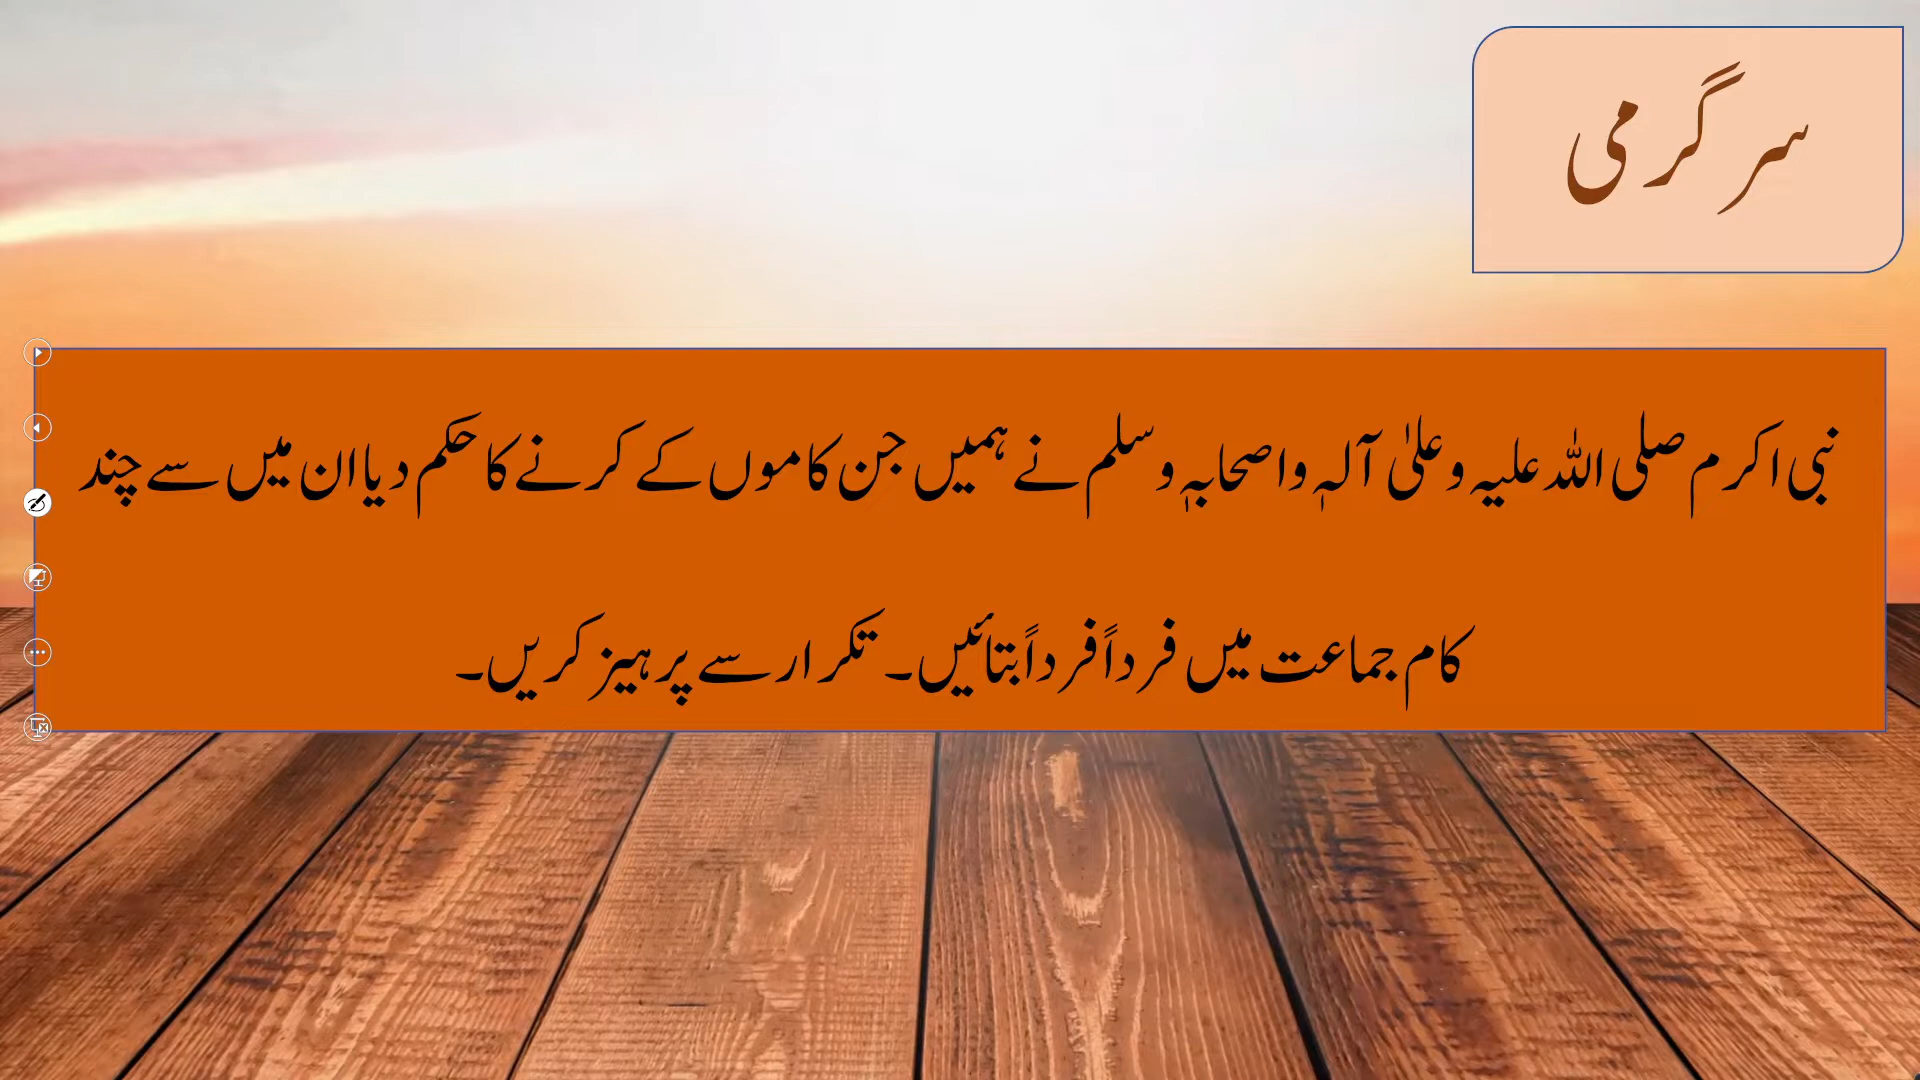 سرگرمی
نبی اکرم صلی اللہ علیہ وعلیٰ آلہٖ واصحابہٖ وسلم نے ہمیں جن کاموں کے کرنے کا حکم دیا ان میں سے چند
کام جماعت میں فرداً فرداً بتائیں۔ تکرار سے پرہیز کریں۔